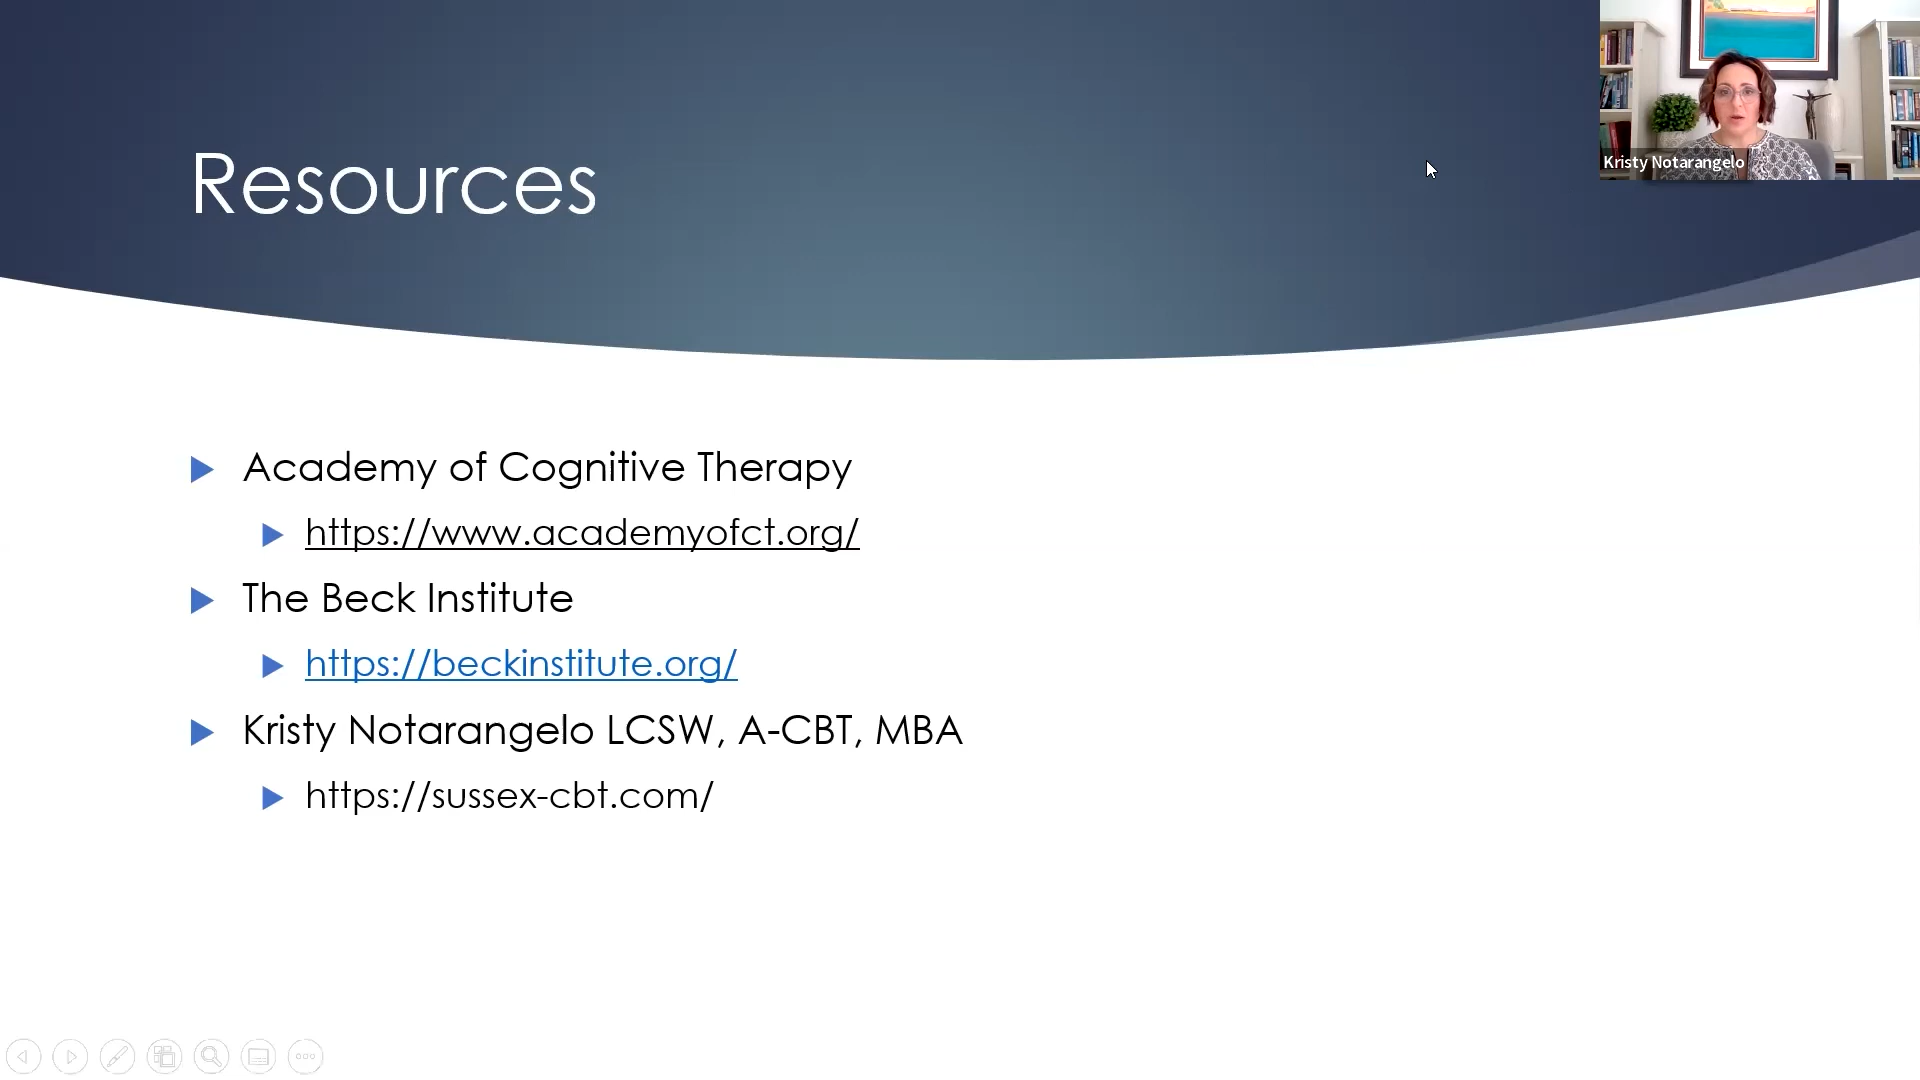 Resources
Kristy Notarangelo
Academy of Cognitive Therapy
https://www.academyofct.org/
The Beck Institute
https://beckinstitute.org/
Kristy Notarangelo LCSW, A-CBT, MBA
https://sussex-cbt.com/